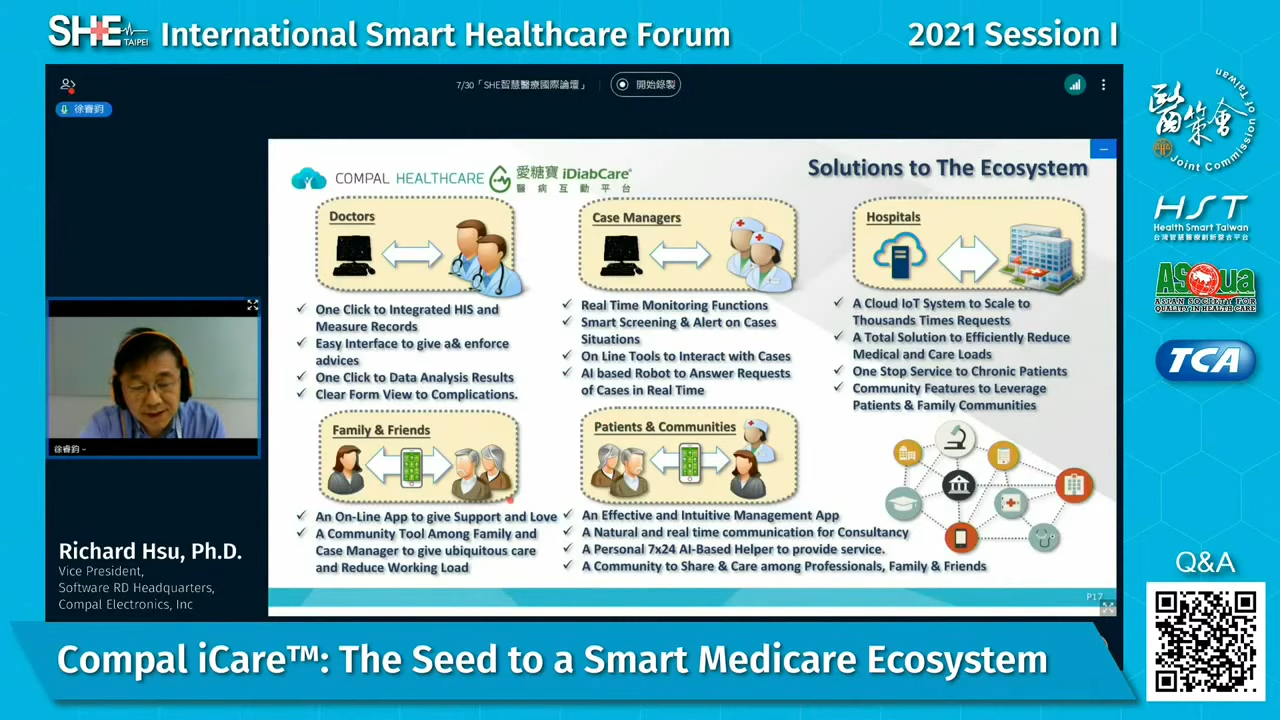 SHE TAIPEI International Smart Healthcare Forum
2021 Session I
7/30「SHE智慧醫療國際論壇」
開始錄製
徐睿鈞
COMPAL HEALTHCARE
愛糖寶 iDiabCare®
醫病互動平台
Solutions to The Ecosystem
Doctors
One Click to Integrated HIS and
Measure Records
Easy Interface to give a& enforce
advices
One Click to Data Analysis Results
Clear Form View to Complications.
Case Managers
Real Time Monitoring Functions
Smart Screening & Alert on Cases
Situations
On Line Tools to Interact with Cases
AI based Robot to Answer Requests
of Cases in Real Time
Hospitals
A Cloud IoT System to Scale to
Thousands Times Requests
A Total Solution to Efficiently Reduce
Medical and Care Loads
One Stop Service to Chronic Patients
Community Features to Leverage
Patients & Family Communities
Family & Friends
An On-Line App to give Support and Love
A Community Tool Among Family and
Case Manager to give ubiquitous care
and Reduce Working Load
Patients & Communities
An Effective and Intuitive Management App
A Natural and real time communication for Consultancy
A Personal 7x24 AI-Based Helper to provide service.
A Community to Share & Care among Professionals, Family & Friends
P17
徐睿鈞
Richard Hsu, Ph.D.
Vice President,
Software RD Headquarters,
Compal Electronics, Inc
Compal iCare™: The Seed to a Smart Medicare Ecosystem
醫策會
Joint Commission of Taiwan
HST
Health Smart Taiwan
台灣智慧醫療創新整合平台
ASQua
ASIAN SOCIETY FOR
QUALITY IN HEALTH CARE
TCA
Q&A